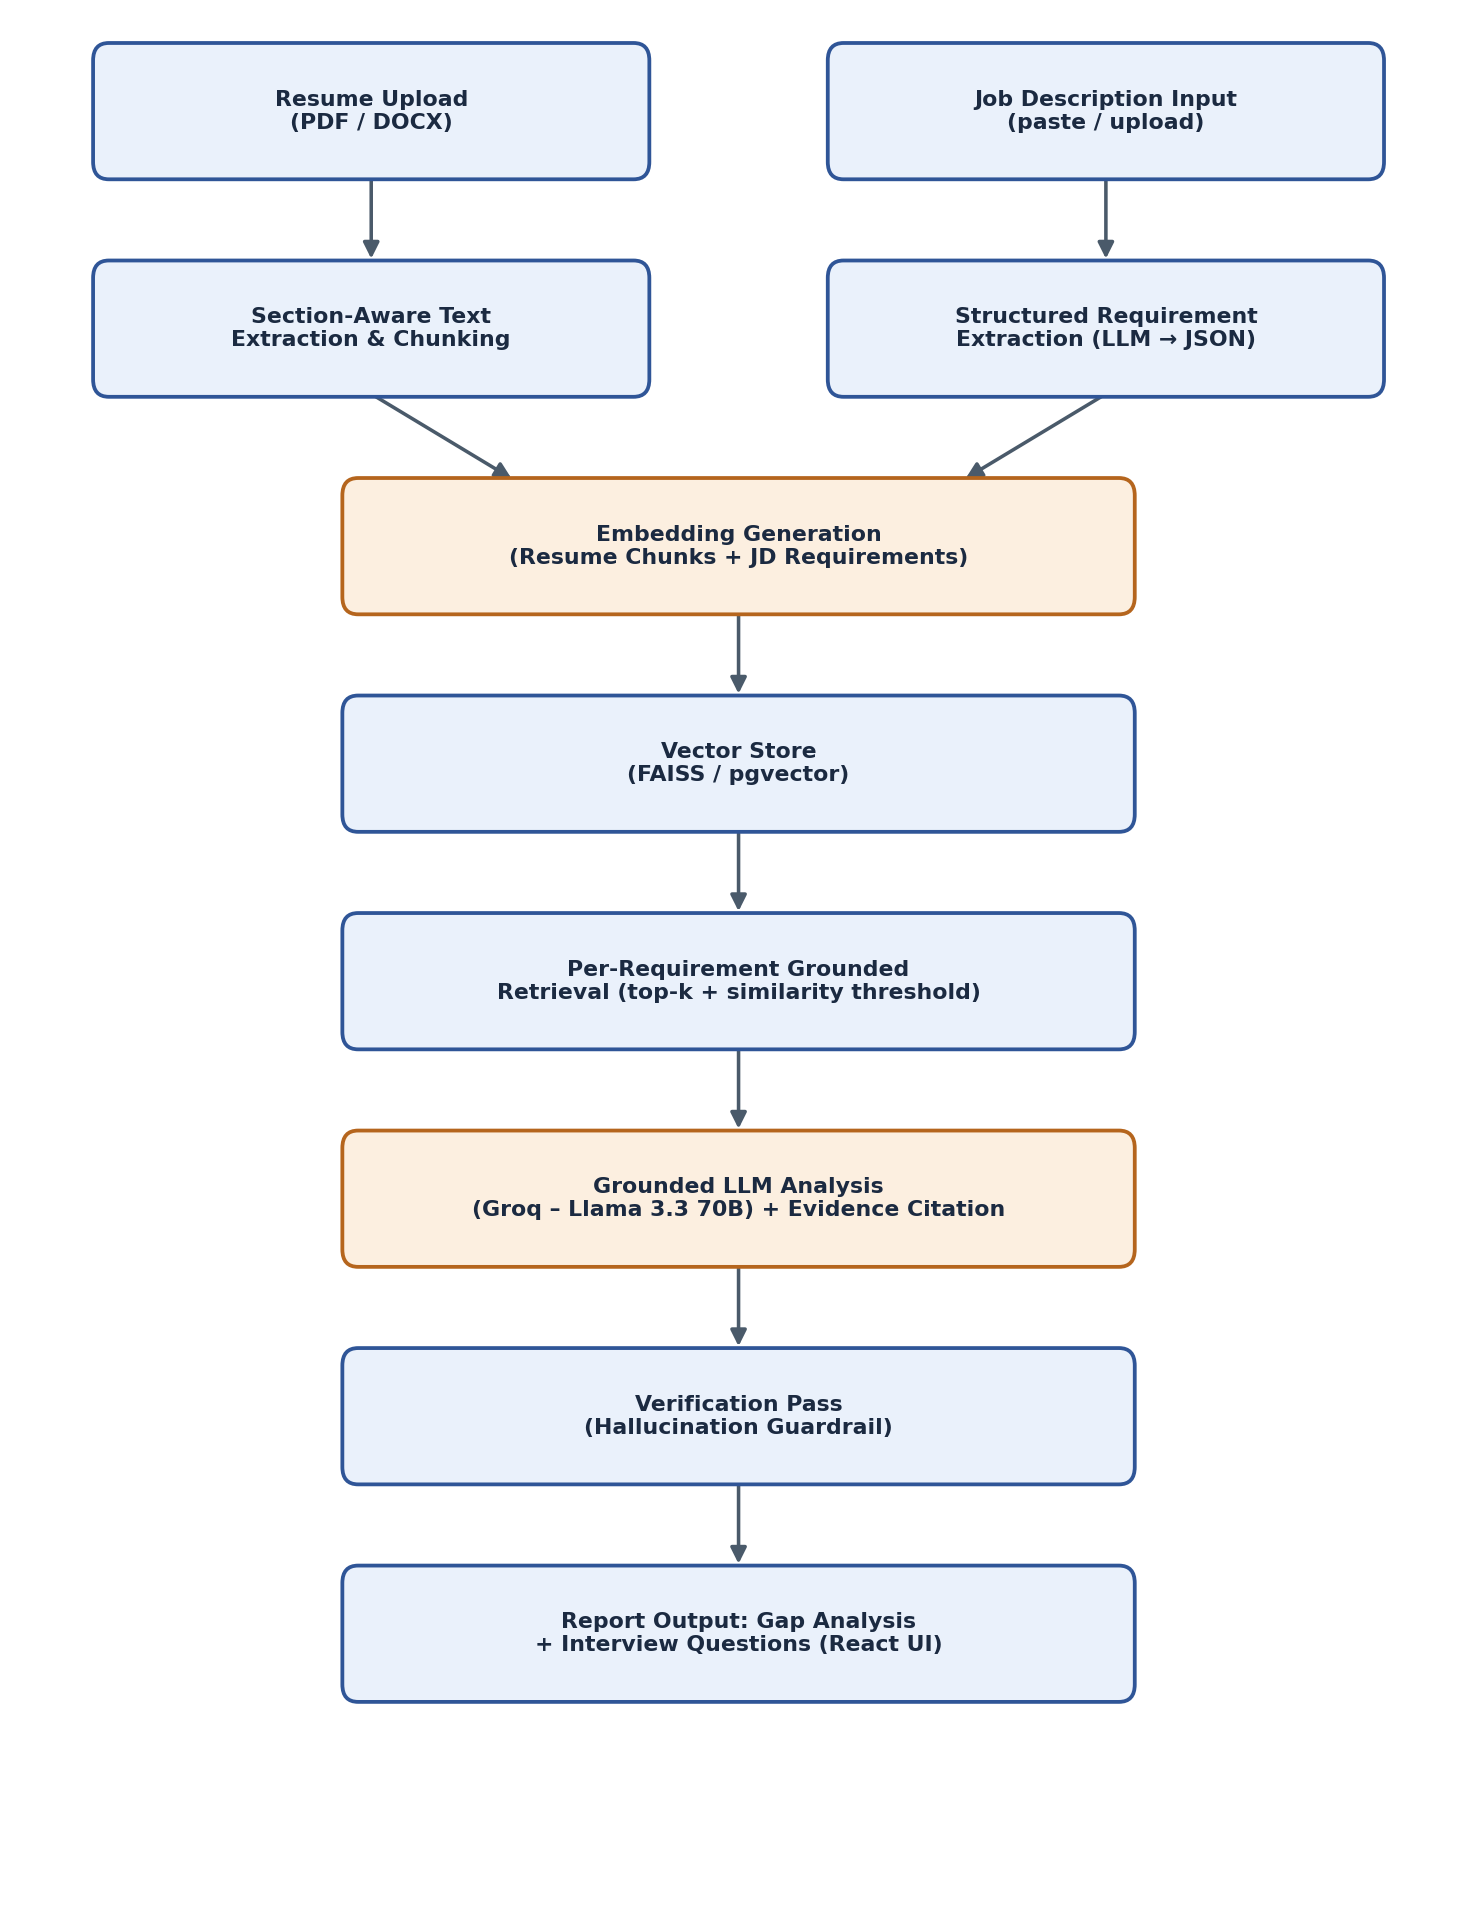 Resume Upload
(PDF / DOCX)
Job Description Input
(paste / upload)
Section-Aware Text
Extraction & Chunking
Structured Requirement
Extraction (LLM → JSON)
Embedding Generation
(Resume Chunks + JD Requirements)
Vector Store
(FAISS / pgvector)
Per-Requirement Grounded
Retrieval (top-k + similarity threshold)
Grounded LLM Analysis
(Groq – Llama 3.3 70B) + Evidence Citation
Verification Pass
(Hallucination Guardrail)
Report Output: Gap Analysis
+ Interview Questions (React UI)